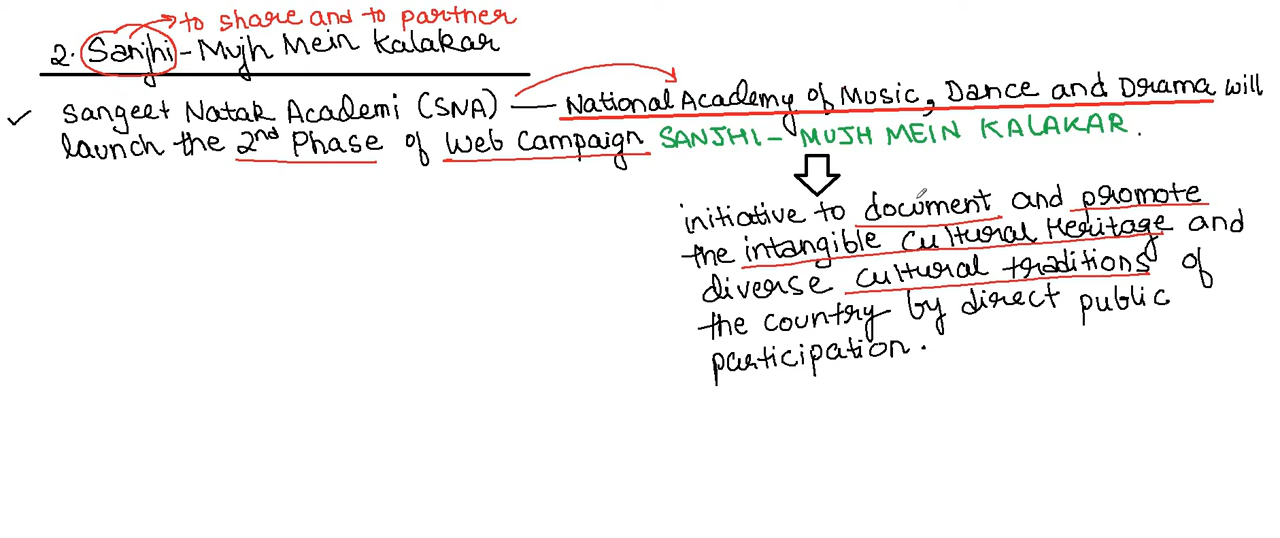 → to share and to partner
2. Sanjhi - Mujh Mein Kalakar
✓ Sangeet Natak Academi (SNA) — National Academy of Music, Dance and Drama will
launch the 2nd Phase of Web Campaign SANJHI - MUJH MEIN KALAKAR.
initiative to document and promote
the intangible Cultural Heritage and
diverse cultural traditions of
the country by direct public
participation.